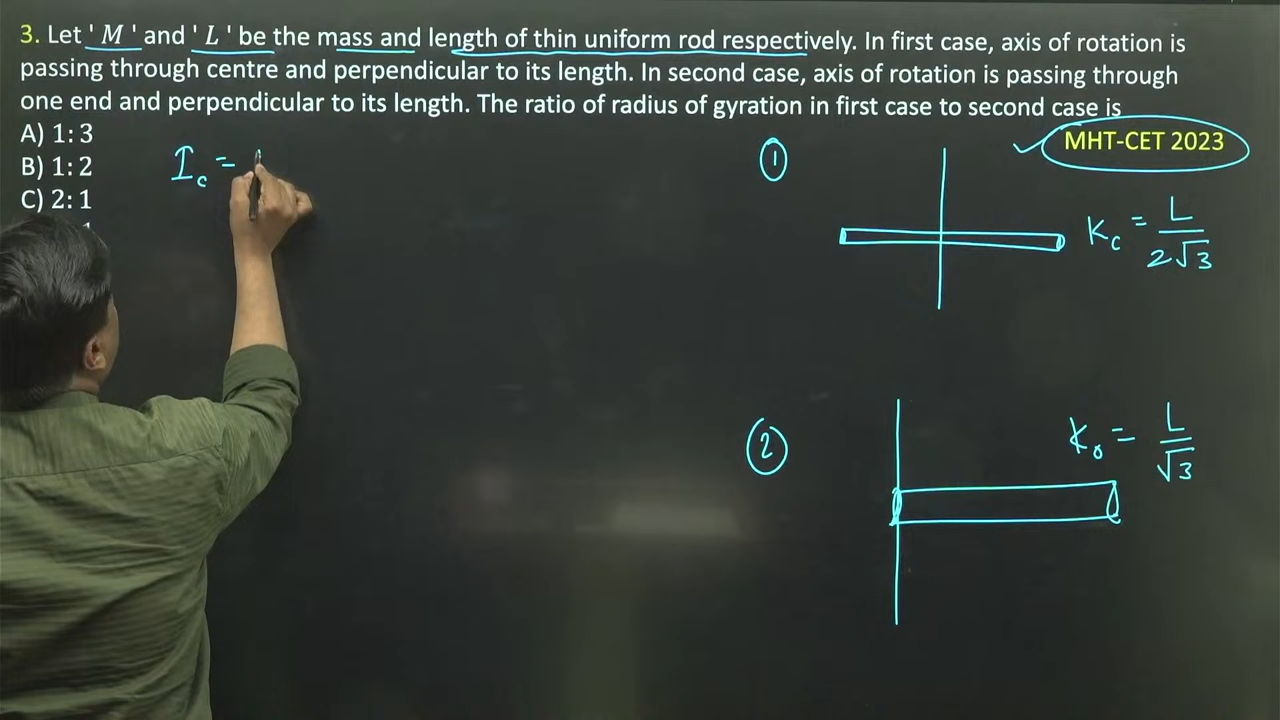 3. Let ' M ' and ' L ' be the mass and length of thin uniform rod respectively. In first case, axis of rotation is
passing through centre and perpendicular to its length. In second case, axis of rotation is passing through
one end and perpendicular to its length. The ratio of radius of gyration in first case to second case is
A) 1: 3
B) 1: 2
C) 2: 1
MHT-CET 2023
I_c =
①
K_c = L / 2√3
②
K_o = L / √3